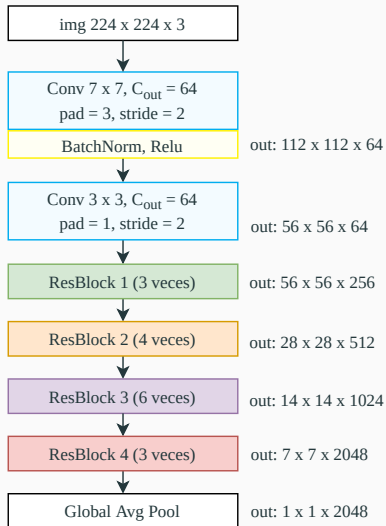 img 224 x 224 x 3
Conv 7 x 7, Cout = 64
pad = 3, stride = 2
BatchNorm, Relu
out: 112 x 112 x 64
Conv 3 x 3, Cout = 64
pad = 1, stride = 2
out: 56 x 56 x 64
ResBlock 1 (3 veces)
out: 56 x 56 x 256
ResBlock 2 (4 veces)
out: 28 x 28 x 512
ResBlock 3 (6 veces)
out: 14 x 14 x 1024
ResBlock 4 (3 veces)
out: 7 x 7 x 2048
Global Avg Pool
out: 1 x 1 x 2048